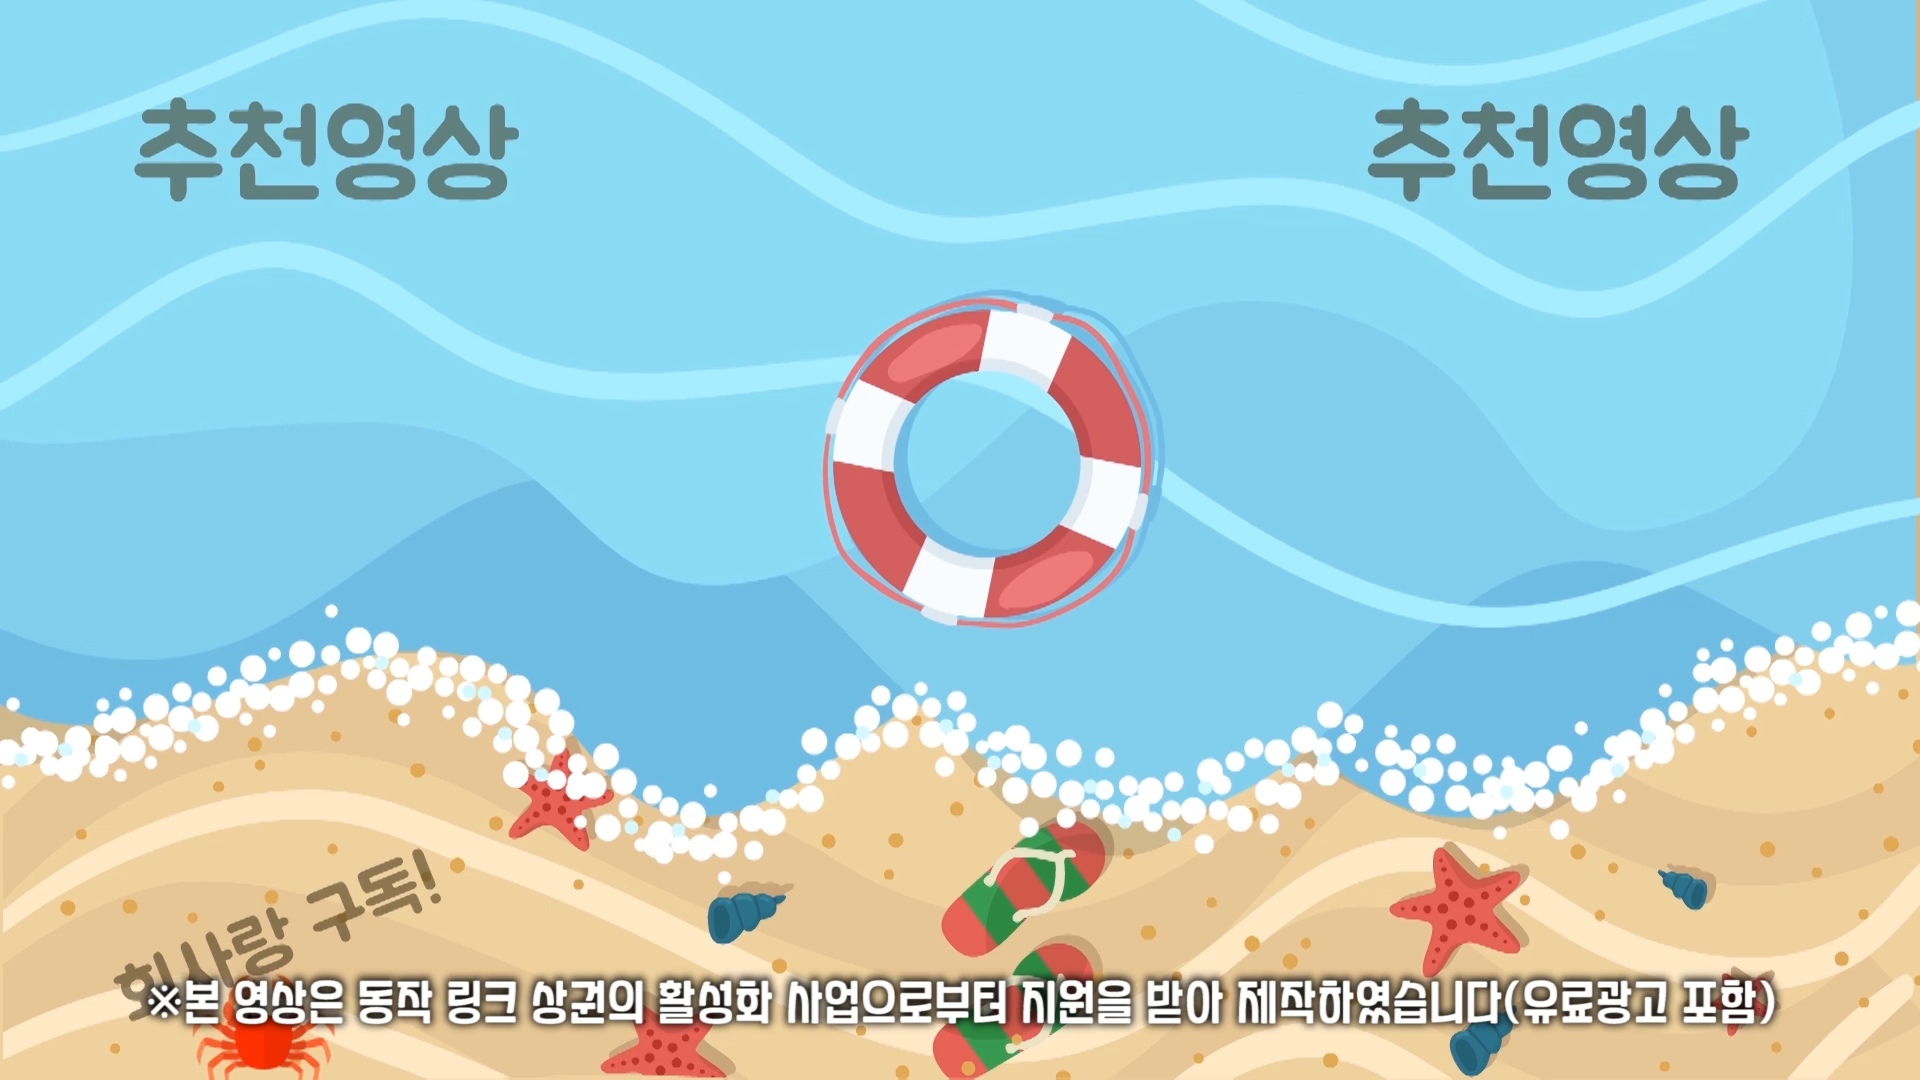 추천영상
추천영상
회사랑 구독!
※본 영상은 동작 링크 상권의 활성화 사업으로부터 지원을 받아 제작하였습니다(유료광고 포함)